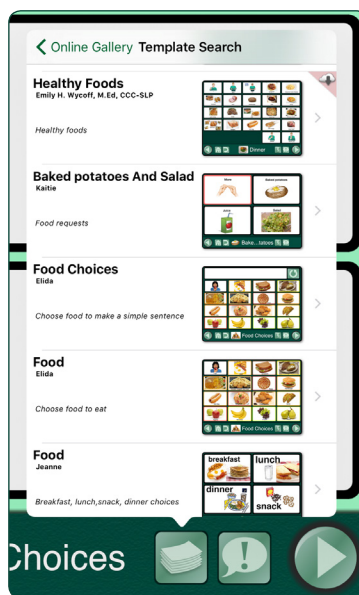 Online Gallery Template Search
Healthy Foods
Emily H. Wycoff, M.Ed, CCC-SLP
Healthy foods
Dinner
Baked potatoes And Salad
Kaitie
Food requests
More
Baked potatoes
Juice
Salad
Bake...tatoes
Food Choices
Elida
Choose food to make a simple sentence
Food Choices
Food
Elida
Choose food to eat
Food Choices
Food
Jeanne
Breakfast, lunch,snack, dinner choices
breakfast
lunch
dinner
snack
Choices